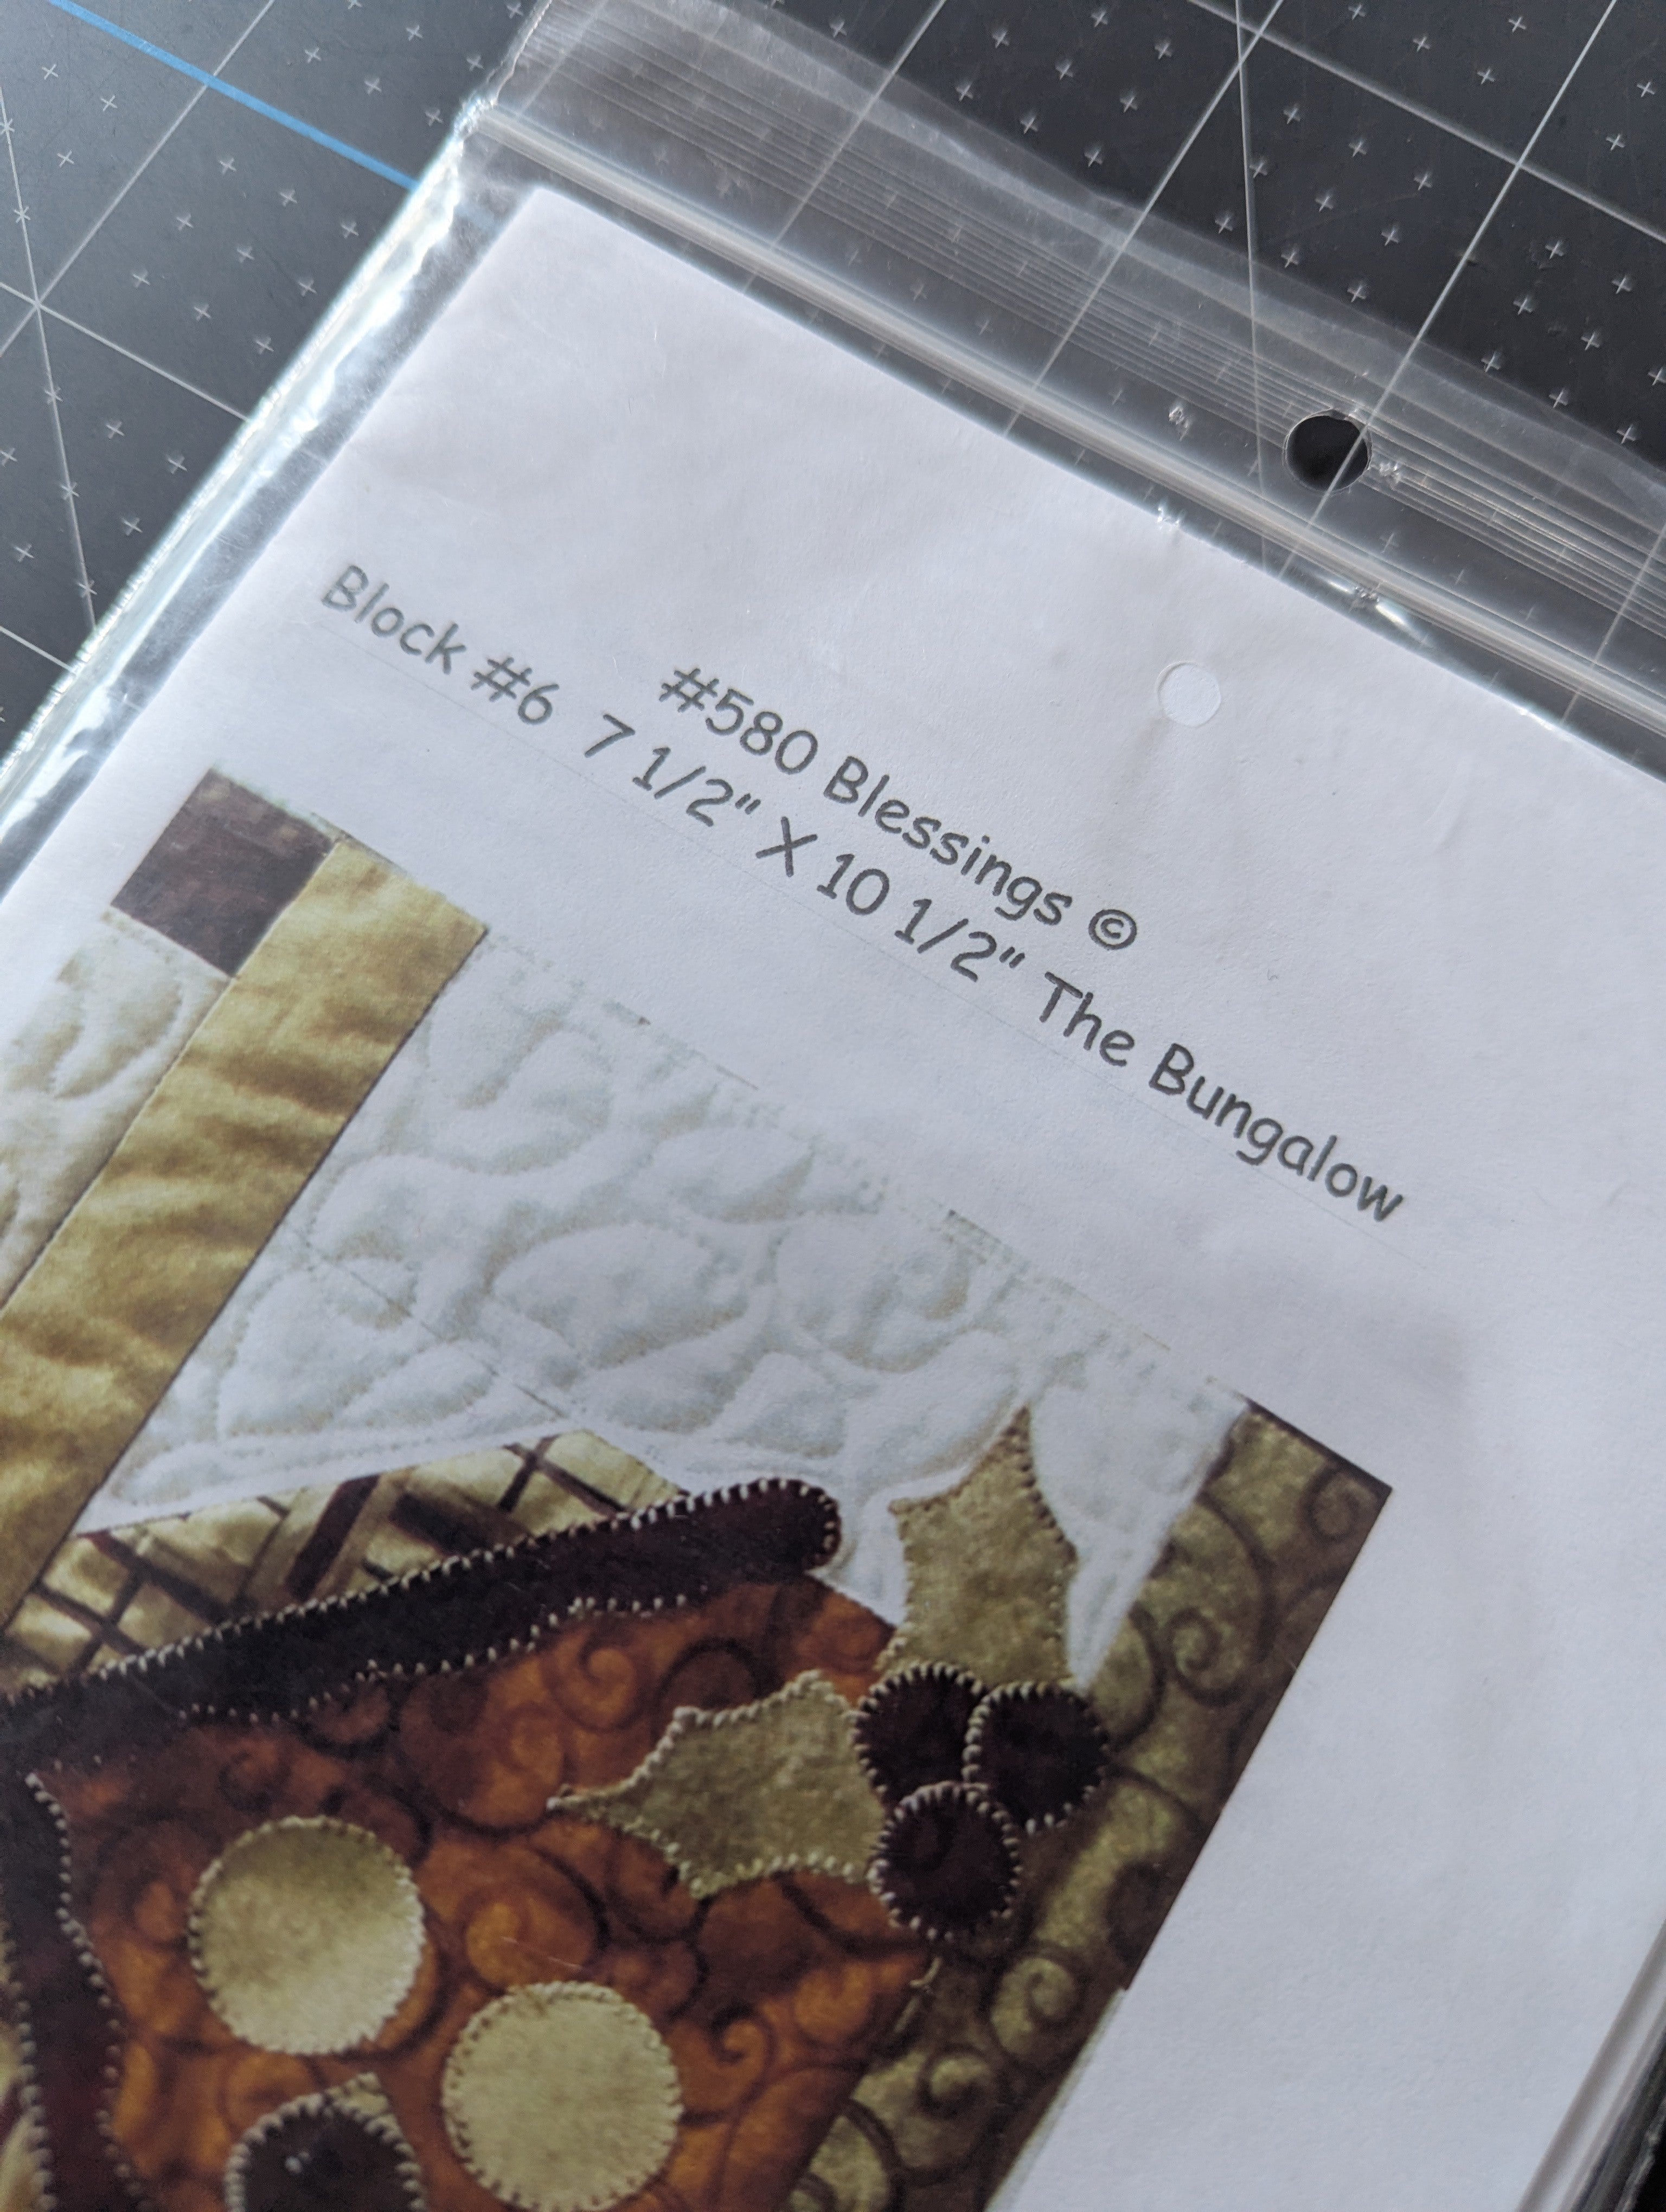 #580 Blessings ©
Block #6 7 1/2" X 10 1/2" The Bungalow